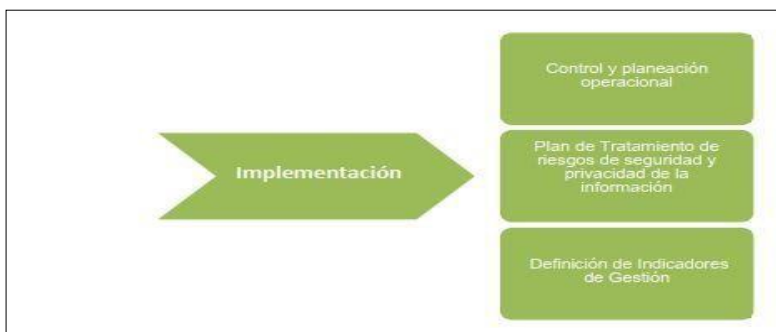 Implementación
Control y planeación
operacional
Plan de Tratamiento de
riesgos de seguridad y
privacidad de la
información
Definición de Indicadores
de Gestión